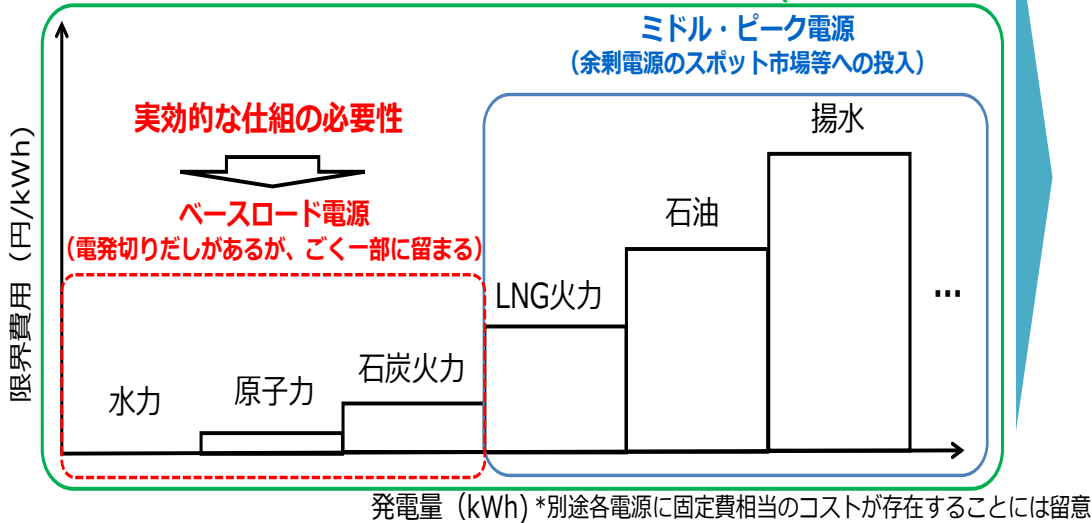 ミドル・ピーク電源
（余剰電源のスポット市場等への投入）
実効的な仕組の必要性
ベースロード電源
（電発切りだしがあるが、ごく一部に留まる）
限界費用（円/kWh）
水力
原子力
石炭火力
LNG火力
石油
揚水
…
発電量（kWh) *別途各電源に固定費相当のコストが存在することには留意